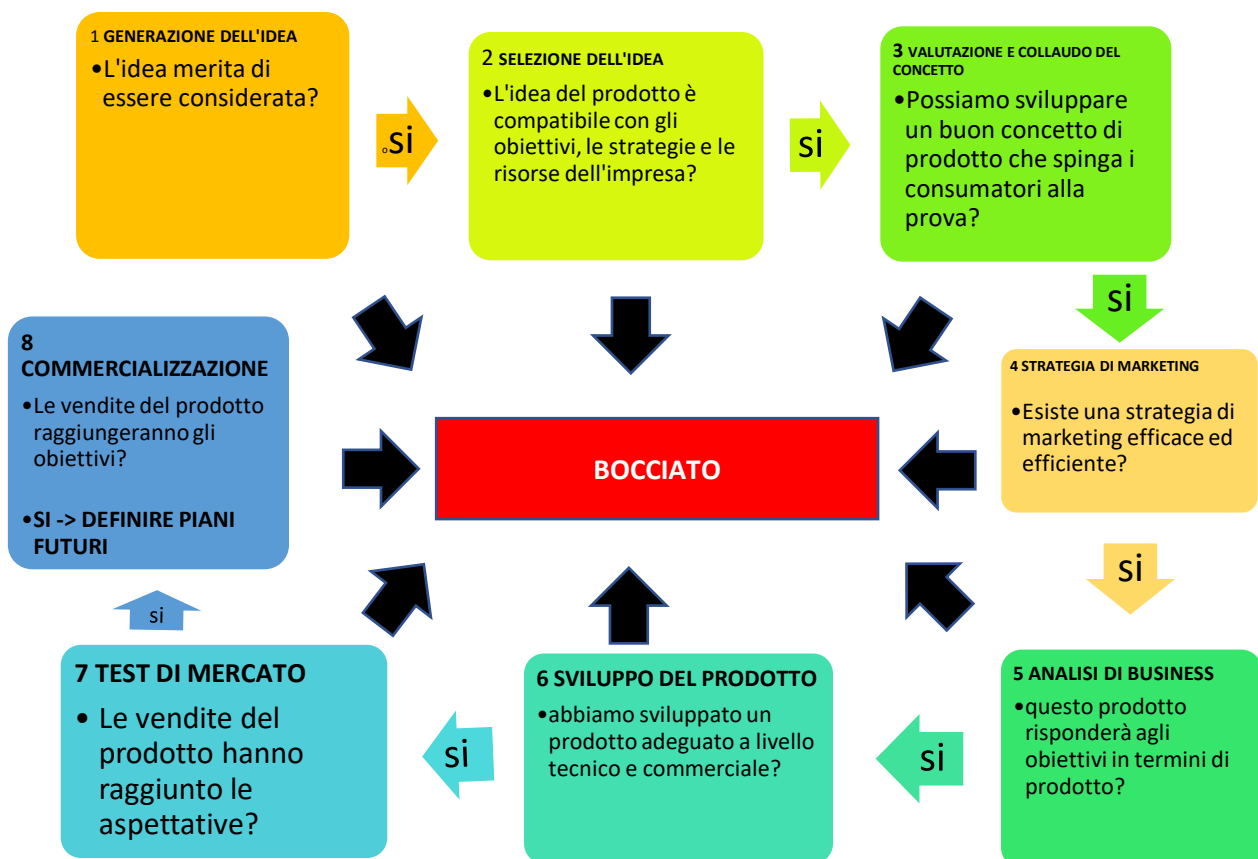 1 GENERAZIONE DELL'IDEA
•L'idea merita di
essere considerata?
o si
2 SELEZIONE DELL'IDEA
•L'idea del prodotto è
compatibile con gli
obiettivi, le strategie e le
risorse dell'impresa?
si
3 VALUTAZIONE E COLLAUDO DEL
CONCETTO
•Possiamo sviluppare
un buon concetto di
prodotto che spinga i
consumatori alla
prova?
si
4 STRATEGIA DI MARKETING
•Esiste una strategia di
marketing efficace ed
efficiente?
si
5 ANALISI DI BUSINESS
•questo prodotto
risponderà agli
obiettivi in termini di
prodotto?
si
6 SVILUPPO DEL PRODOTTO
•abbiamo sviluppato un
prodotto adeguato a livello
tecnico e commerciale?
si
7 TEST DI MERCATO
• Le vendite del
prodotto hanno
raggiunto le
aspettative?
si
8
COMMERCIALIZZAZIONE
•Le vendite del prodotto
raggiungeranno gli
obiettivi?
•SI -> DEFINIRE PIANI
FUTURI
BOCCIATO